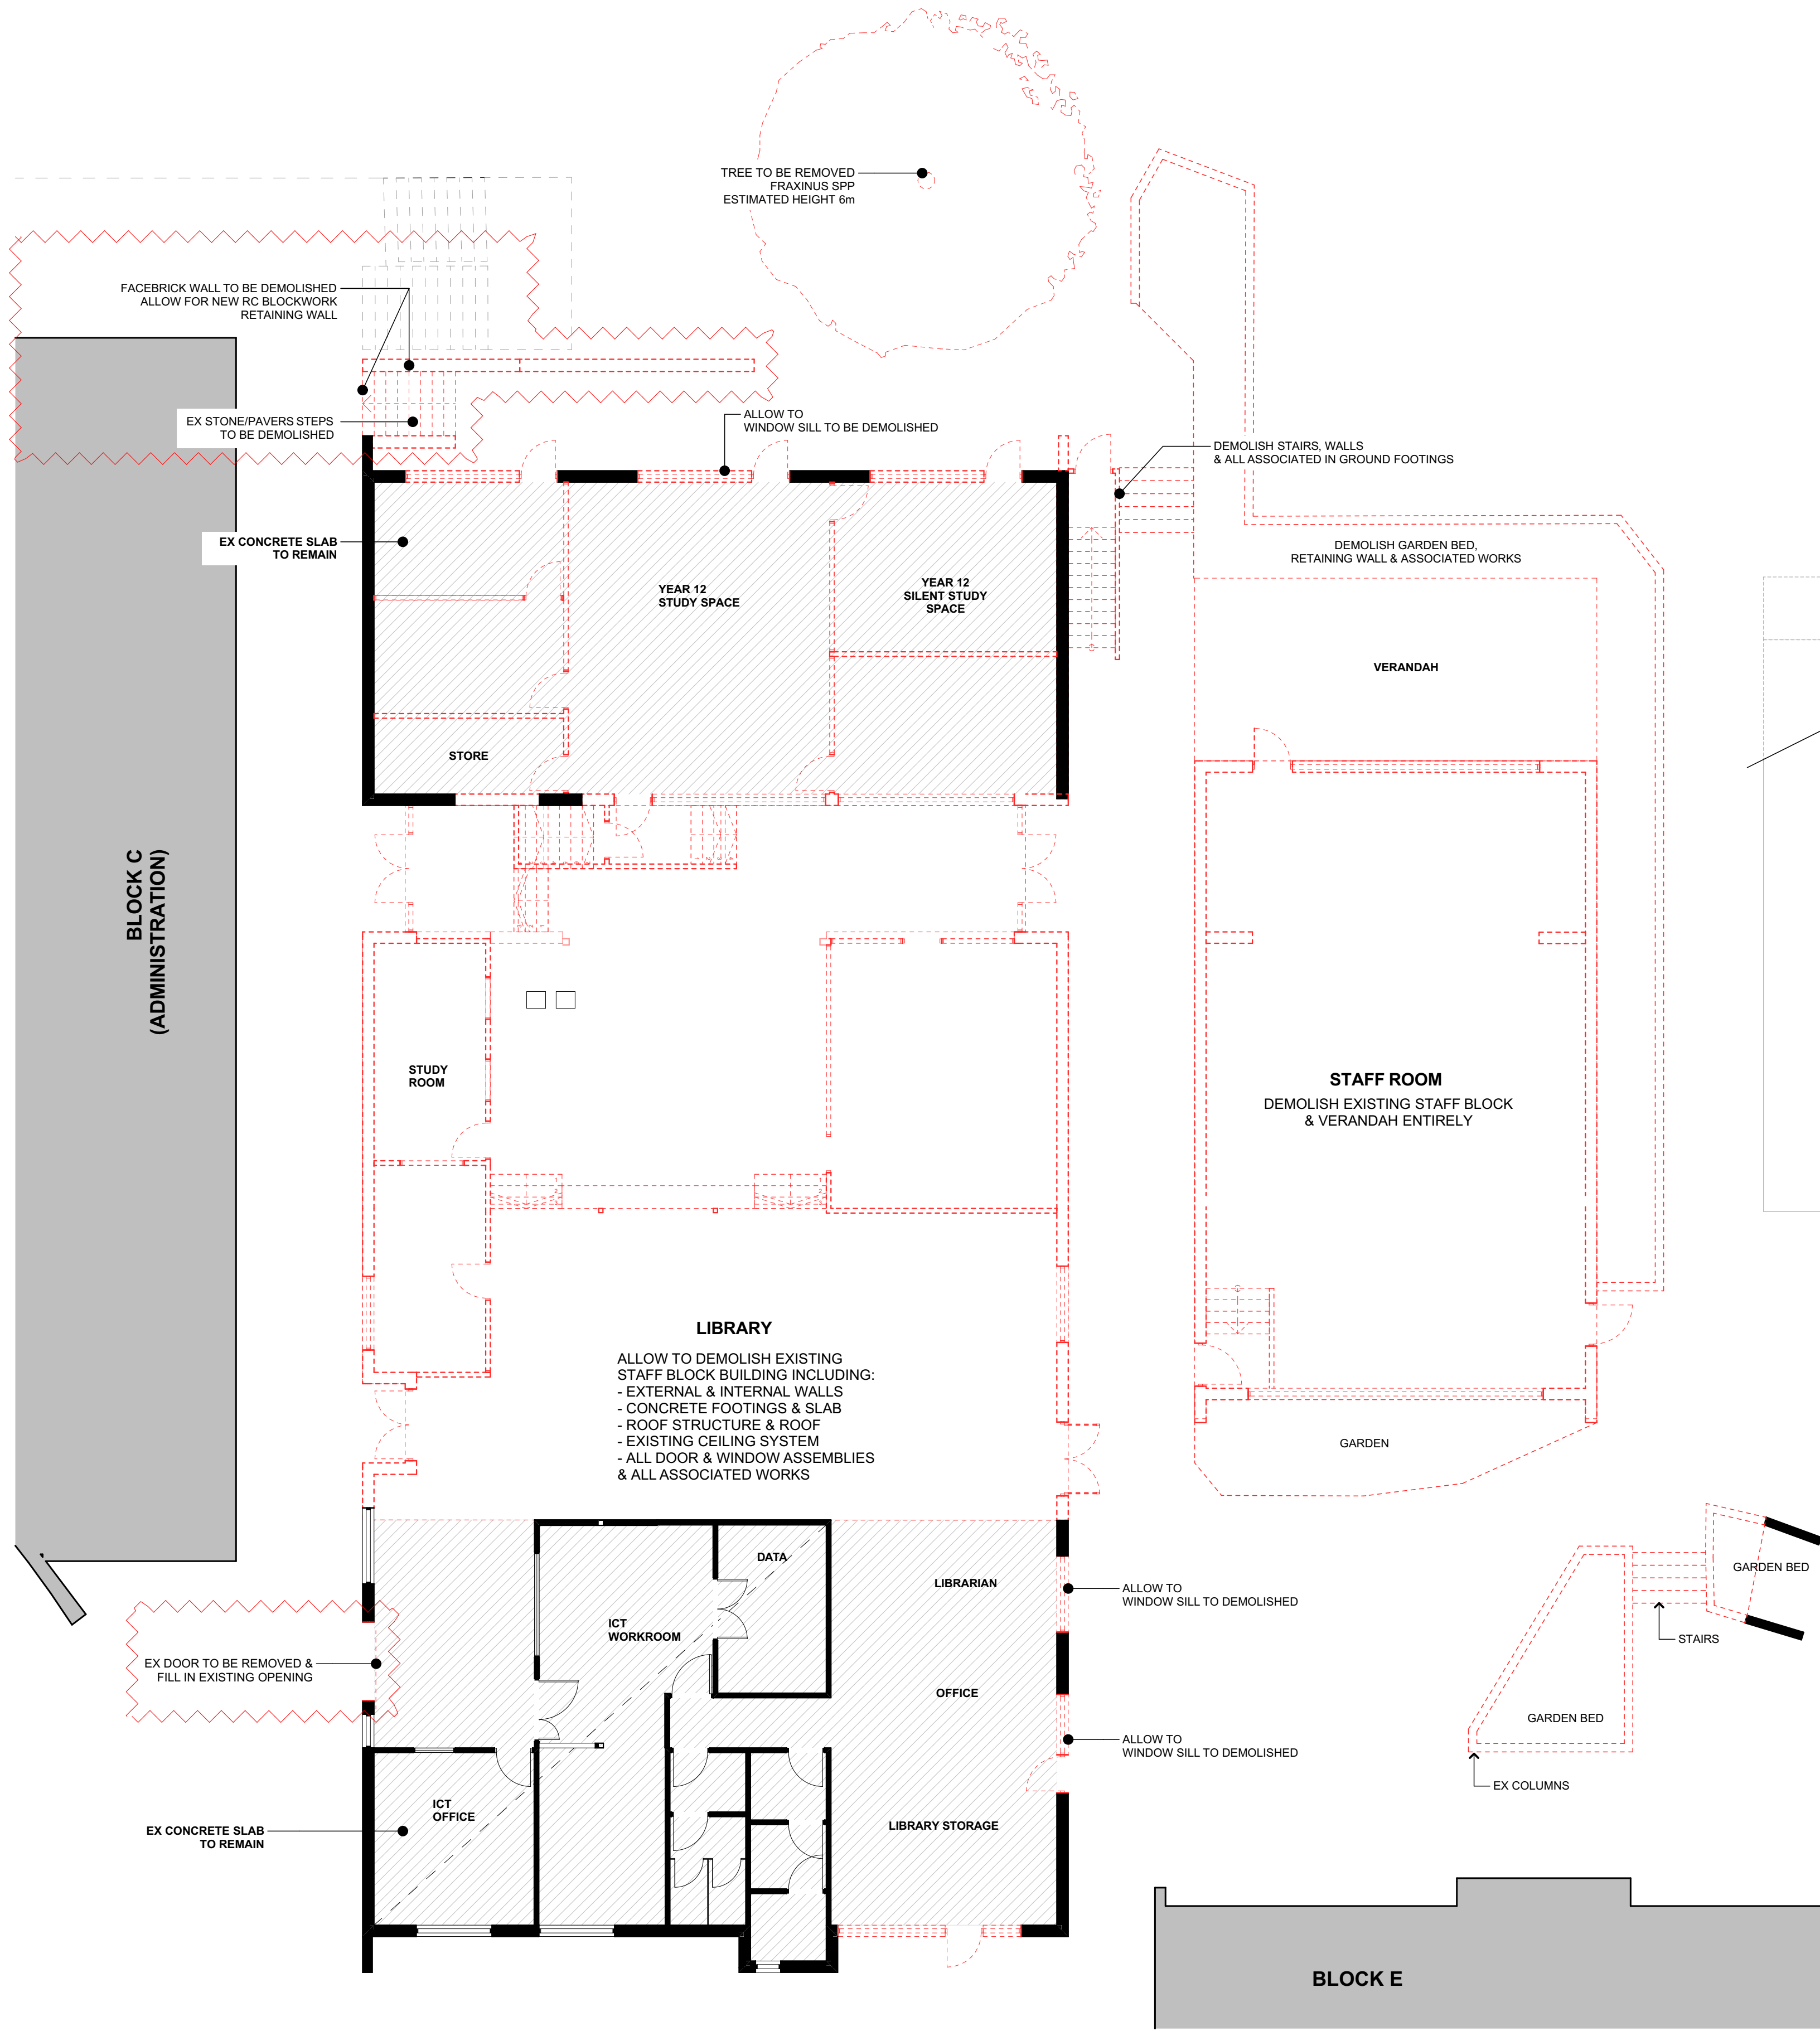 TREE TO BE REMOVED
FRAXINUS SPP
ESTIMATED HEIGHT 6m
FACEBRICK WALL TO BE DEMOLISHED
ALLOW FOR NEW RC BLOCKWORK
RETAINING WALL
EX STONE/PAVERS STEPS
TO BE DEMOLISHED
ALLOW TO
WINDOW SILL TO BE DEMOLISHED
DEMOLISH STAIRS, WALLS
& ALL ASSOCIATED IN GROUND FOOTINGS
EX CONCRETE SLAB
TO REMAIN
DEMOLISH GARDEN BED,
RETAINING WALL & ASSOCIATED WORKS
YEAR 12
STUDY SPACE
YEAR 12
SILENT STUDY
SPACE
VERANDAH
STORE
BLOCK C
(ADMINISTRATION)
STUDY
ROOM
STAFF ROOM
DEMOLISH EXISTING STAFF BLOCK
& VERANDAH ENTIRELY
LIBRARY
ALLOW TO DEMOLISH EXISTING
STAFF BLOCK BUILDING INCLUDING:
- EXTERNAL & INTERNAL WALLS
- CONCRETE FOOTINGS & SLAB
- ROOF STRUCTURE & ROOF
- EXISTING CEILING SYSTEM
- ALL DOOR & WINDOW ASSEMBLIES
& ALL ASSOCIATED WORKS
GARDEN
DATA
LIBRARIAN
ALLOW TO
WINDOW SILL TO DEMOLISHED
GARDEN BED
ICT
WORKROOM
STAIRS
EX DOOR TO BE REMOVED &
FILL IN EXISTING OPENING
OFFICE
GARDEN BED
ALLOW TO
WINDOW SILL TO DEMOLISHED
EX COLUMNS
ICT
OFFICE
EX CONCRETE SLAB
TO REMAIN
LIBRARY STORAGE
BLOCK E